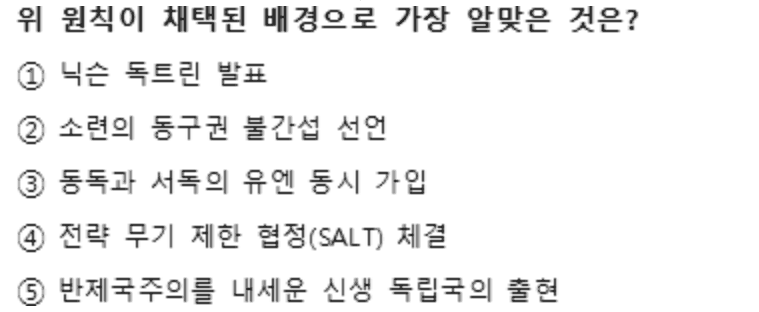 위 원칙이 채택된 배경으로 가장 알맞은 것은?
① 닉슨 독트린 발표
② 소련의 동구권 불간섭 선언
③ 동독과 서독의 유엔 동시 가입
④ 전략 무기 제한 협정(SALT) 체결
⑤ 반제국주의를 내세운 신생 독립국의 출현